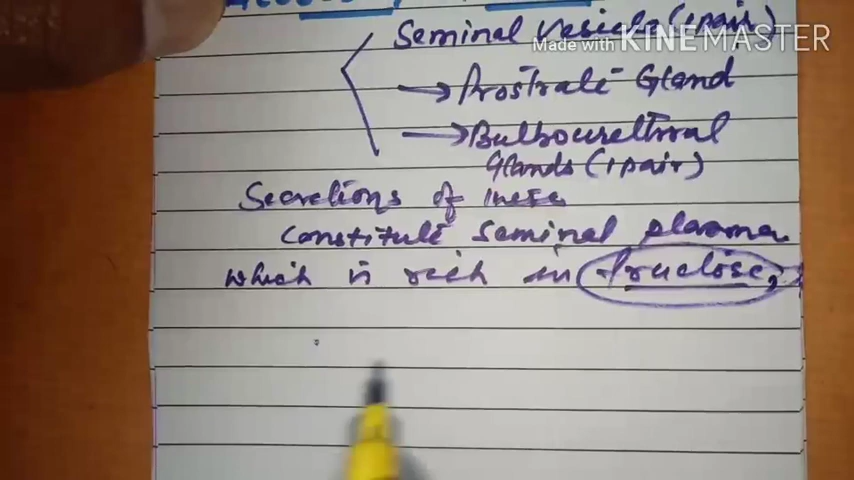 Seminal Vesicle (1 pair)
Made with KINEMASTER
→ Prostrate Gland
→ Bulbourethral
Glands (1 pair)
Secretions of these
constitute seminal plasma
which is rich in fructose,